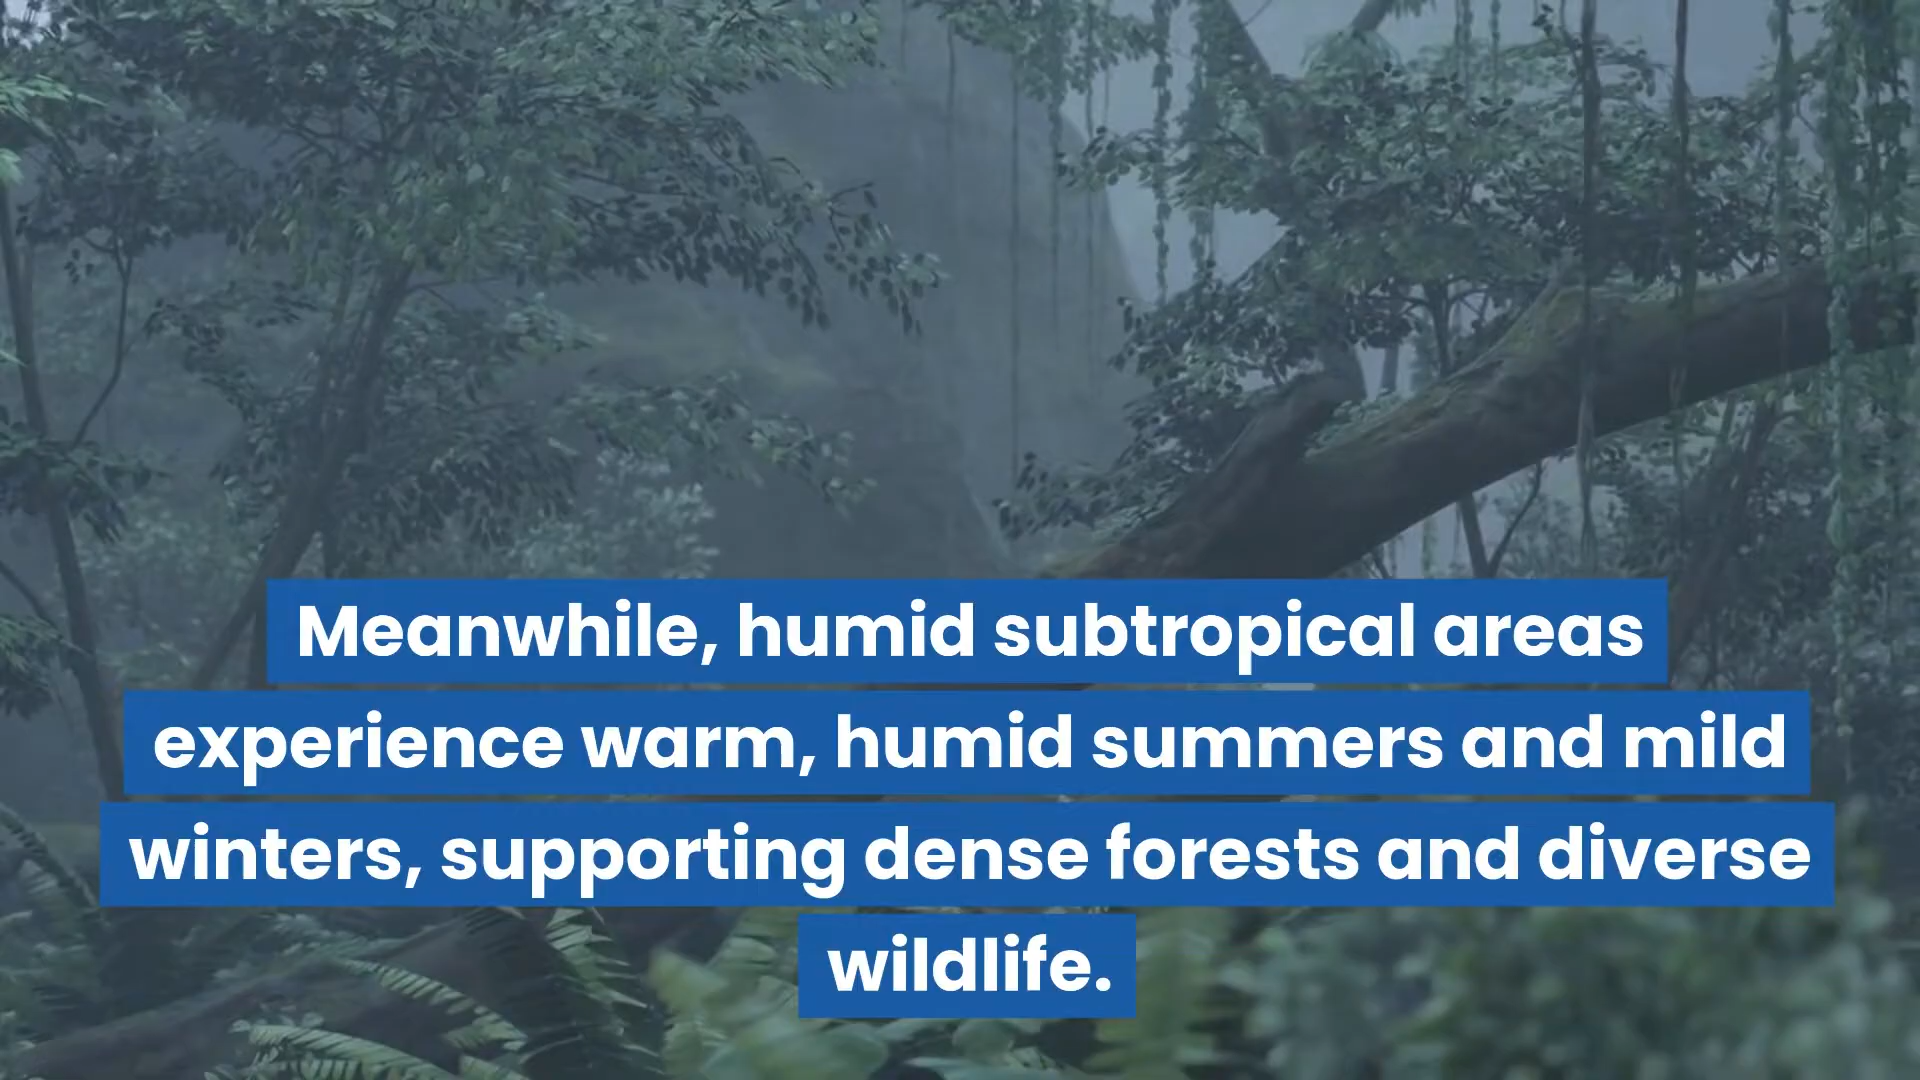 Meanwhile, humid subtropical areas
experience warm, humid summers and mild
winters, supporting dense forests and diverse
wildlife.